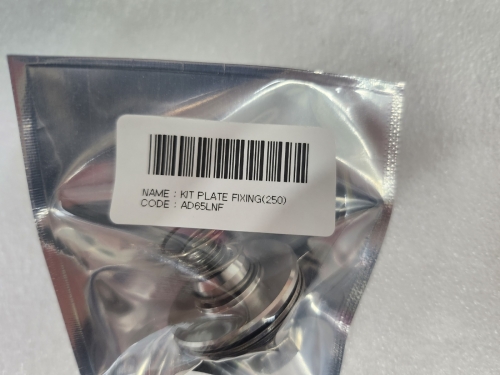 NAME : KIT PLATE FIXING(250)
CODE : AD65LNF